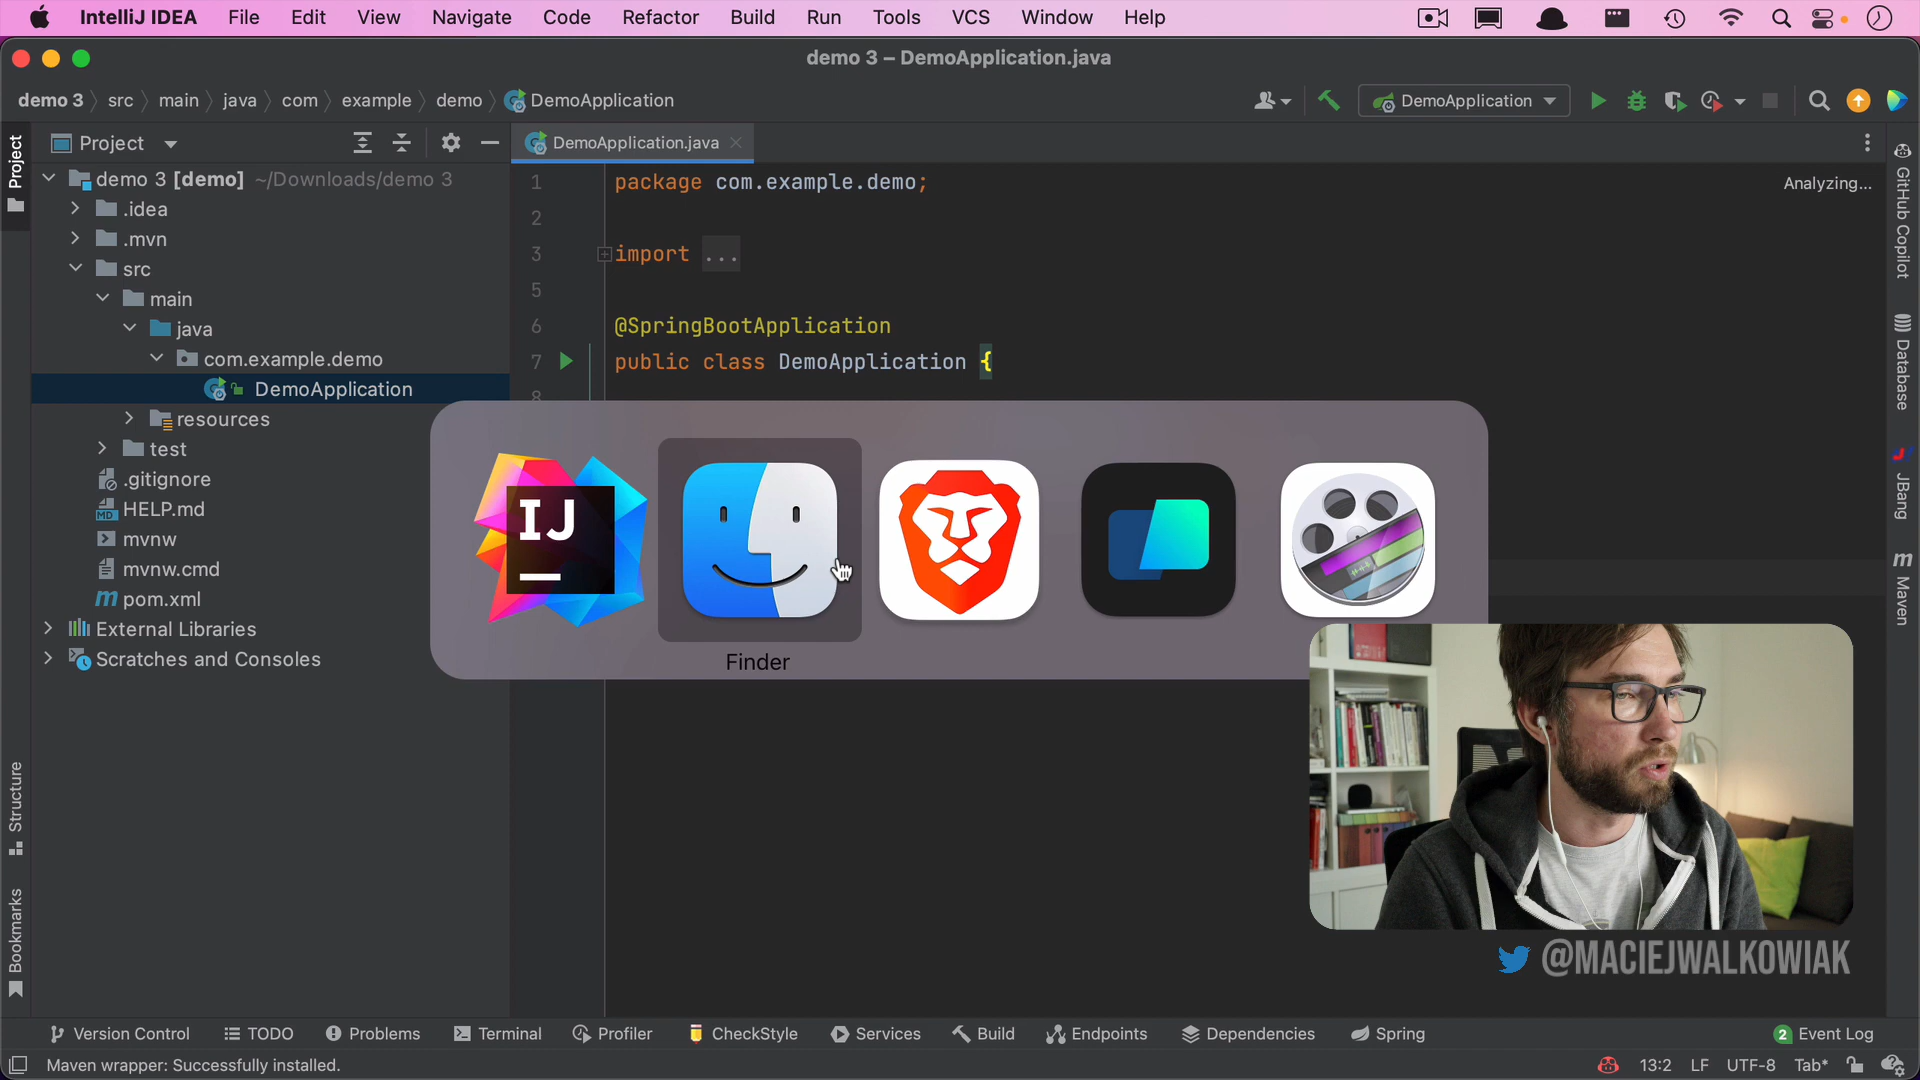 IntelliJ IDEA File Edit View Navigate Code Refactor Build Run Tools VCS Window Help
demo 3 – DemoApplication.java
demo 3 src main java com example demo DemoApplication
DemoApplication
Project
Project
DemoApplication.java
demo 3 [demo] ~/Downloads/demo 3
.idea
.mvn
src
main
java
com.example.demo
DemoApplication
resources
test
.gitignore
HELP.md
mvnw
mvnw.cmd
pom.xml
External Libraries
Scratches and Consoles
1 package com.example.demo;
2
3 import ...
5
6 @SpringBootApplication
7 public class DemoApplication {
8
Analyzing...
GitHub Copilot
Database
JBang
Maven
IJ
Finder
Structure
Bookmarks
@MACIEJWALKOWIAK
Version Control TODO Problems Terminal Profiler CheckStyle Services Build Endpoints Dependencies Spring 2 Event Log
Maven wrapper: Successfully installed. 13:2 LF UTF-8 Tab*